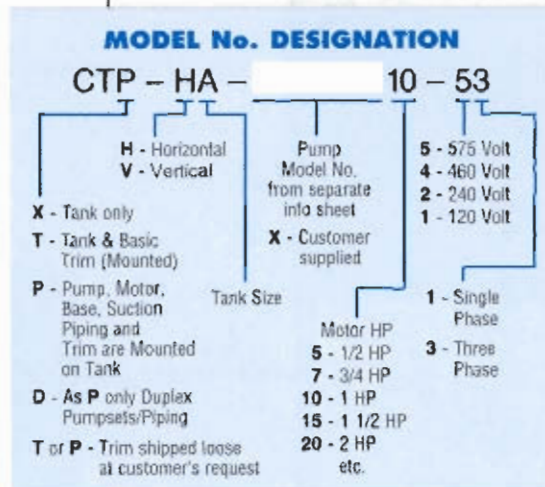 MODEL No. DESIGNATION
CTP – HA – 10 – 53
H - Horizontal
V - Vertical
X - Tank only
T - Tank & Basic
Trim (Mounted)
P - Pump, Motor,
Base, Suction
Piping and
Trim are Mounted
on Tank
D - As P only Duplex
Pumpsets/Piping
T or P - Trim shipped loose
at customer's request
Tank Size
Pump
Model No.
from separate
info sheet
X - Customer
supplied
Motor HP
5 - 1/2 HP
7 - 3/4 HP
10 - 1 HP
15 - 1 1/2 HP
20 - 2 HP
etc.
5 - 575 Volt
4 - 460 Volt
2 - 240 Volt
1 - 120 Volt
1 - Single
Phase
3 - Three
Phase